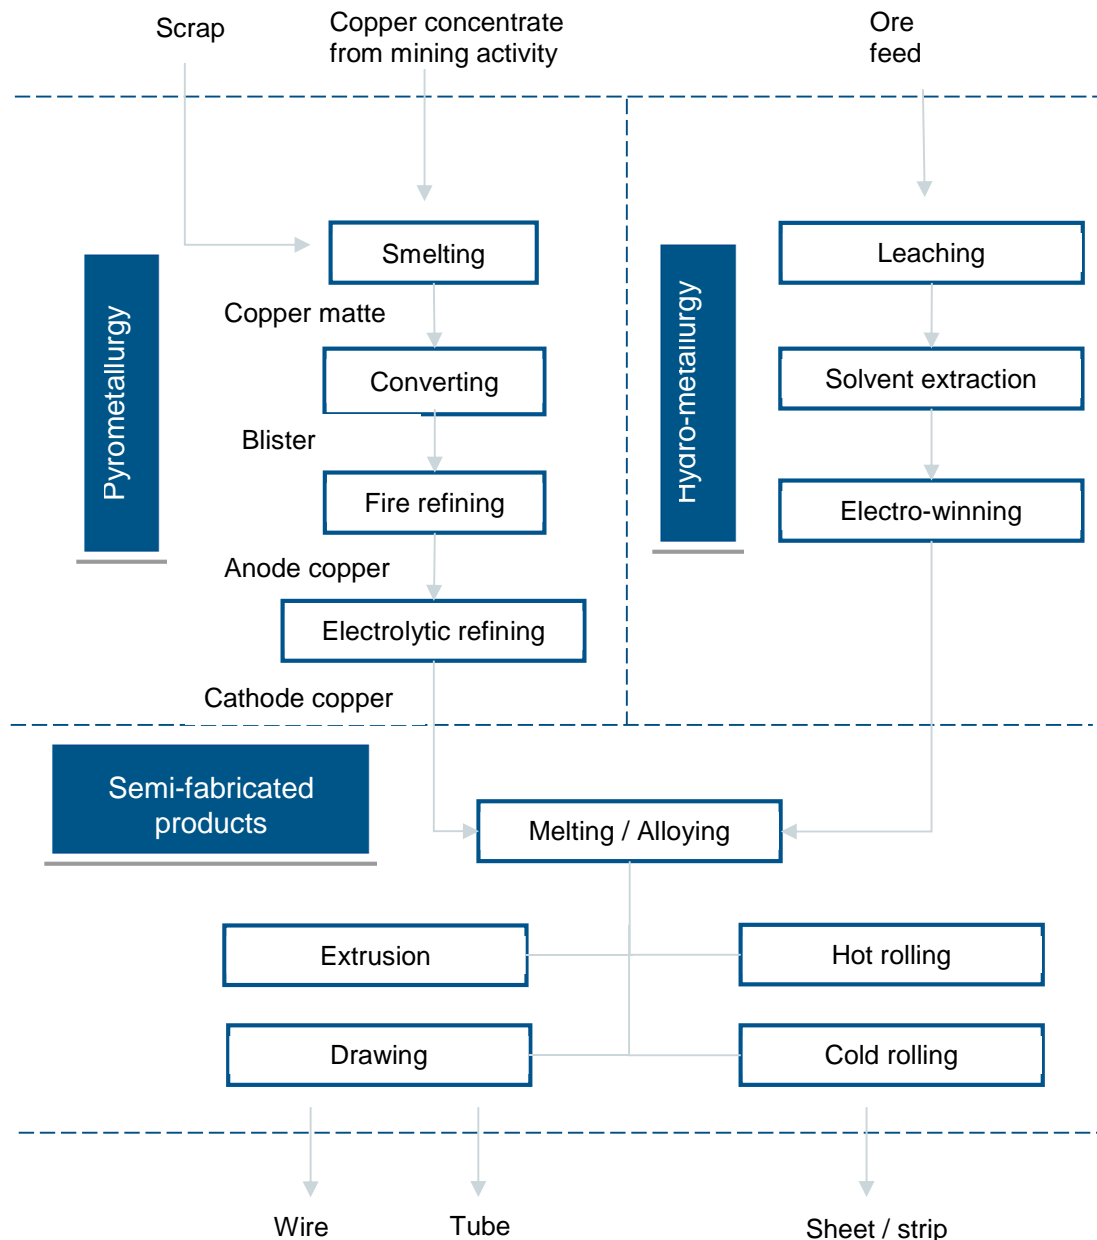 Scrap
Copper concentrate
from mining activity
Ore
feed
Smelting
Leaching
Pyrometallurgy
Hydro-metallurgy
Copper matte
Converting
Solvent extraction
Blister
Fire refining
Electro-winning
Anode copper
Electrolytic refining
Cathode copper
Semi-fabricated
products
Melting / Alloying
Extrusion
Hot rolling
Drawing
Cold rolling
Wire
Tube
Sheet / strip